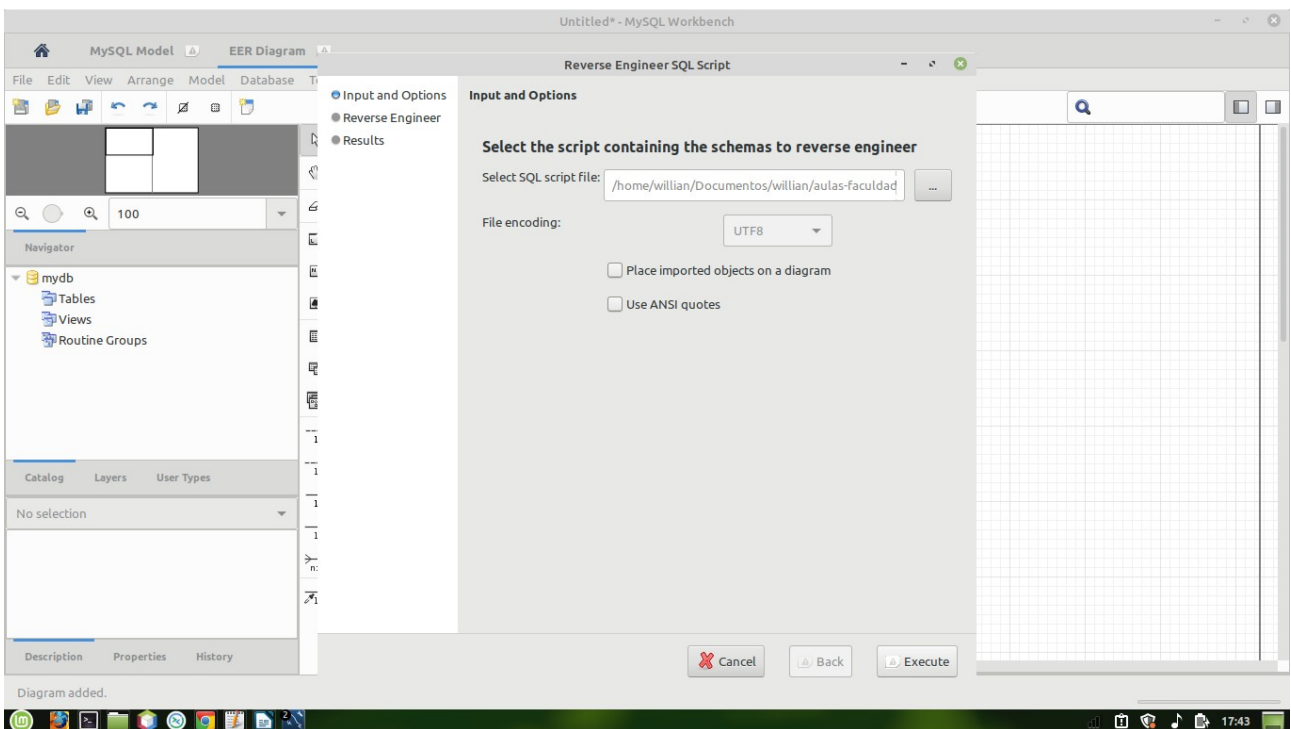 Untitled* - MySQL Workbench
MySQL Model
EER Diagram
File Edit View Arrange Model Database
100
Navigator
mydb
Tables
Views
Routine Groups
Catalog Layers User Types
No selection
Description Properties History
Diagram added.
Reverse Engineer SQL Script
Input and Options
Reverse Engineer
Results
Input and Options
Select the script containing the schemas to reverse engineer
Select SQL script file: /home/willian/Documentos/willian/aulas-faculdad ...
File encoding: UTF8
Place imported objects on a diagram
Use ANSI quotes
Cancel Back Execute
17:43